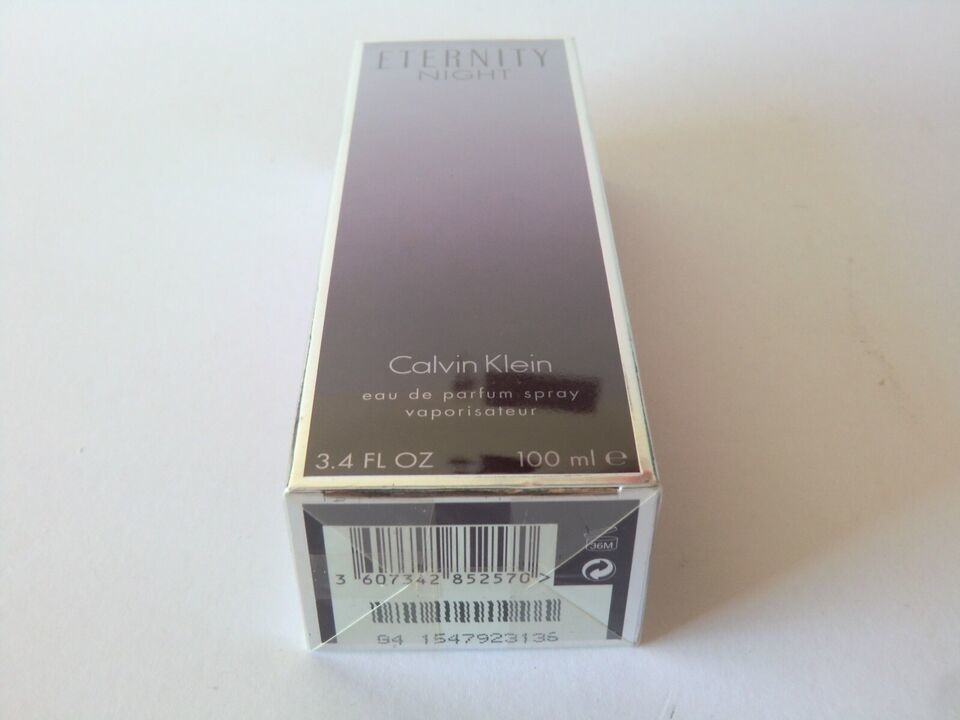 ETERNITY
NIGHT
Calvin Klein
eau de parfum spray
vaporisateur
3.4 FL OZ 100 ml ℮
36M
3 607342 852570 >
84 1547923136